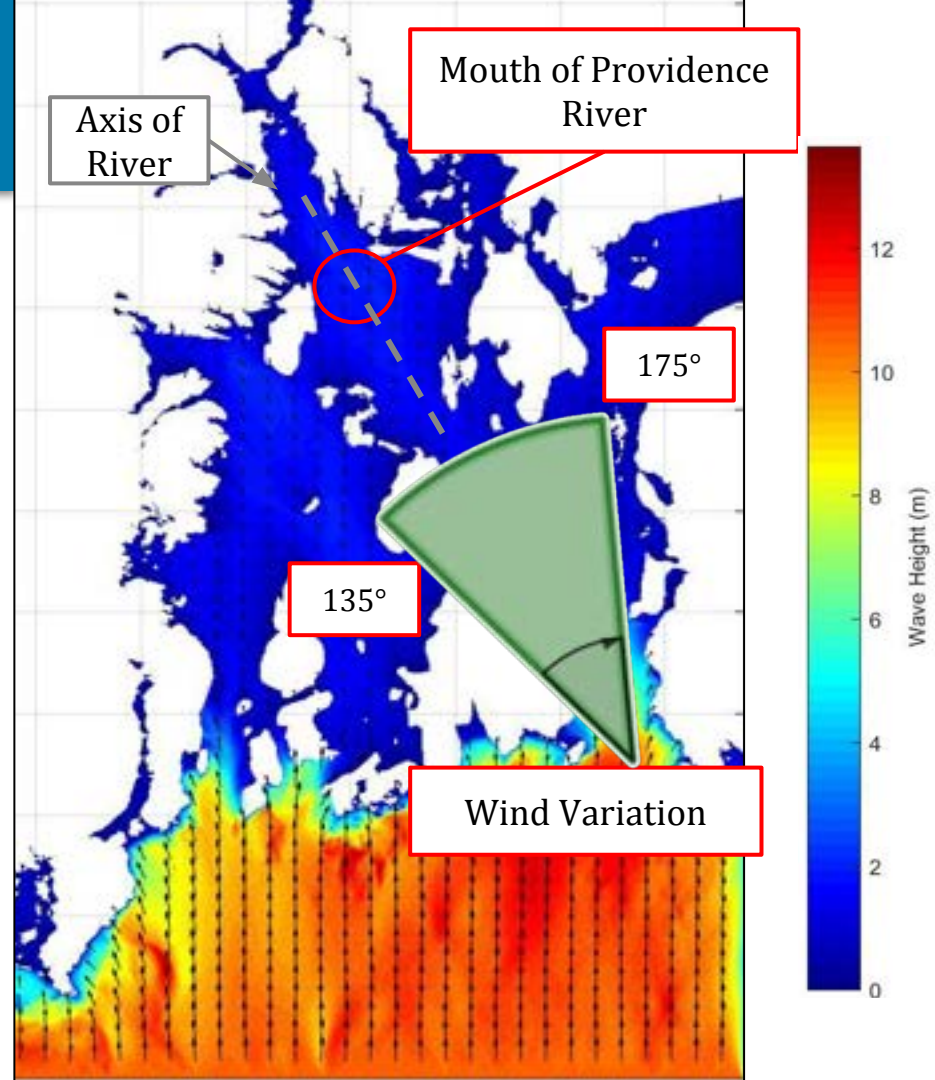 Mouth of Providence
River
Axis of
River
175°
135°
Wind Variation
12
10
8
6
4
2
0
Wave Height (m)